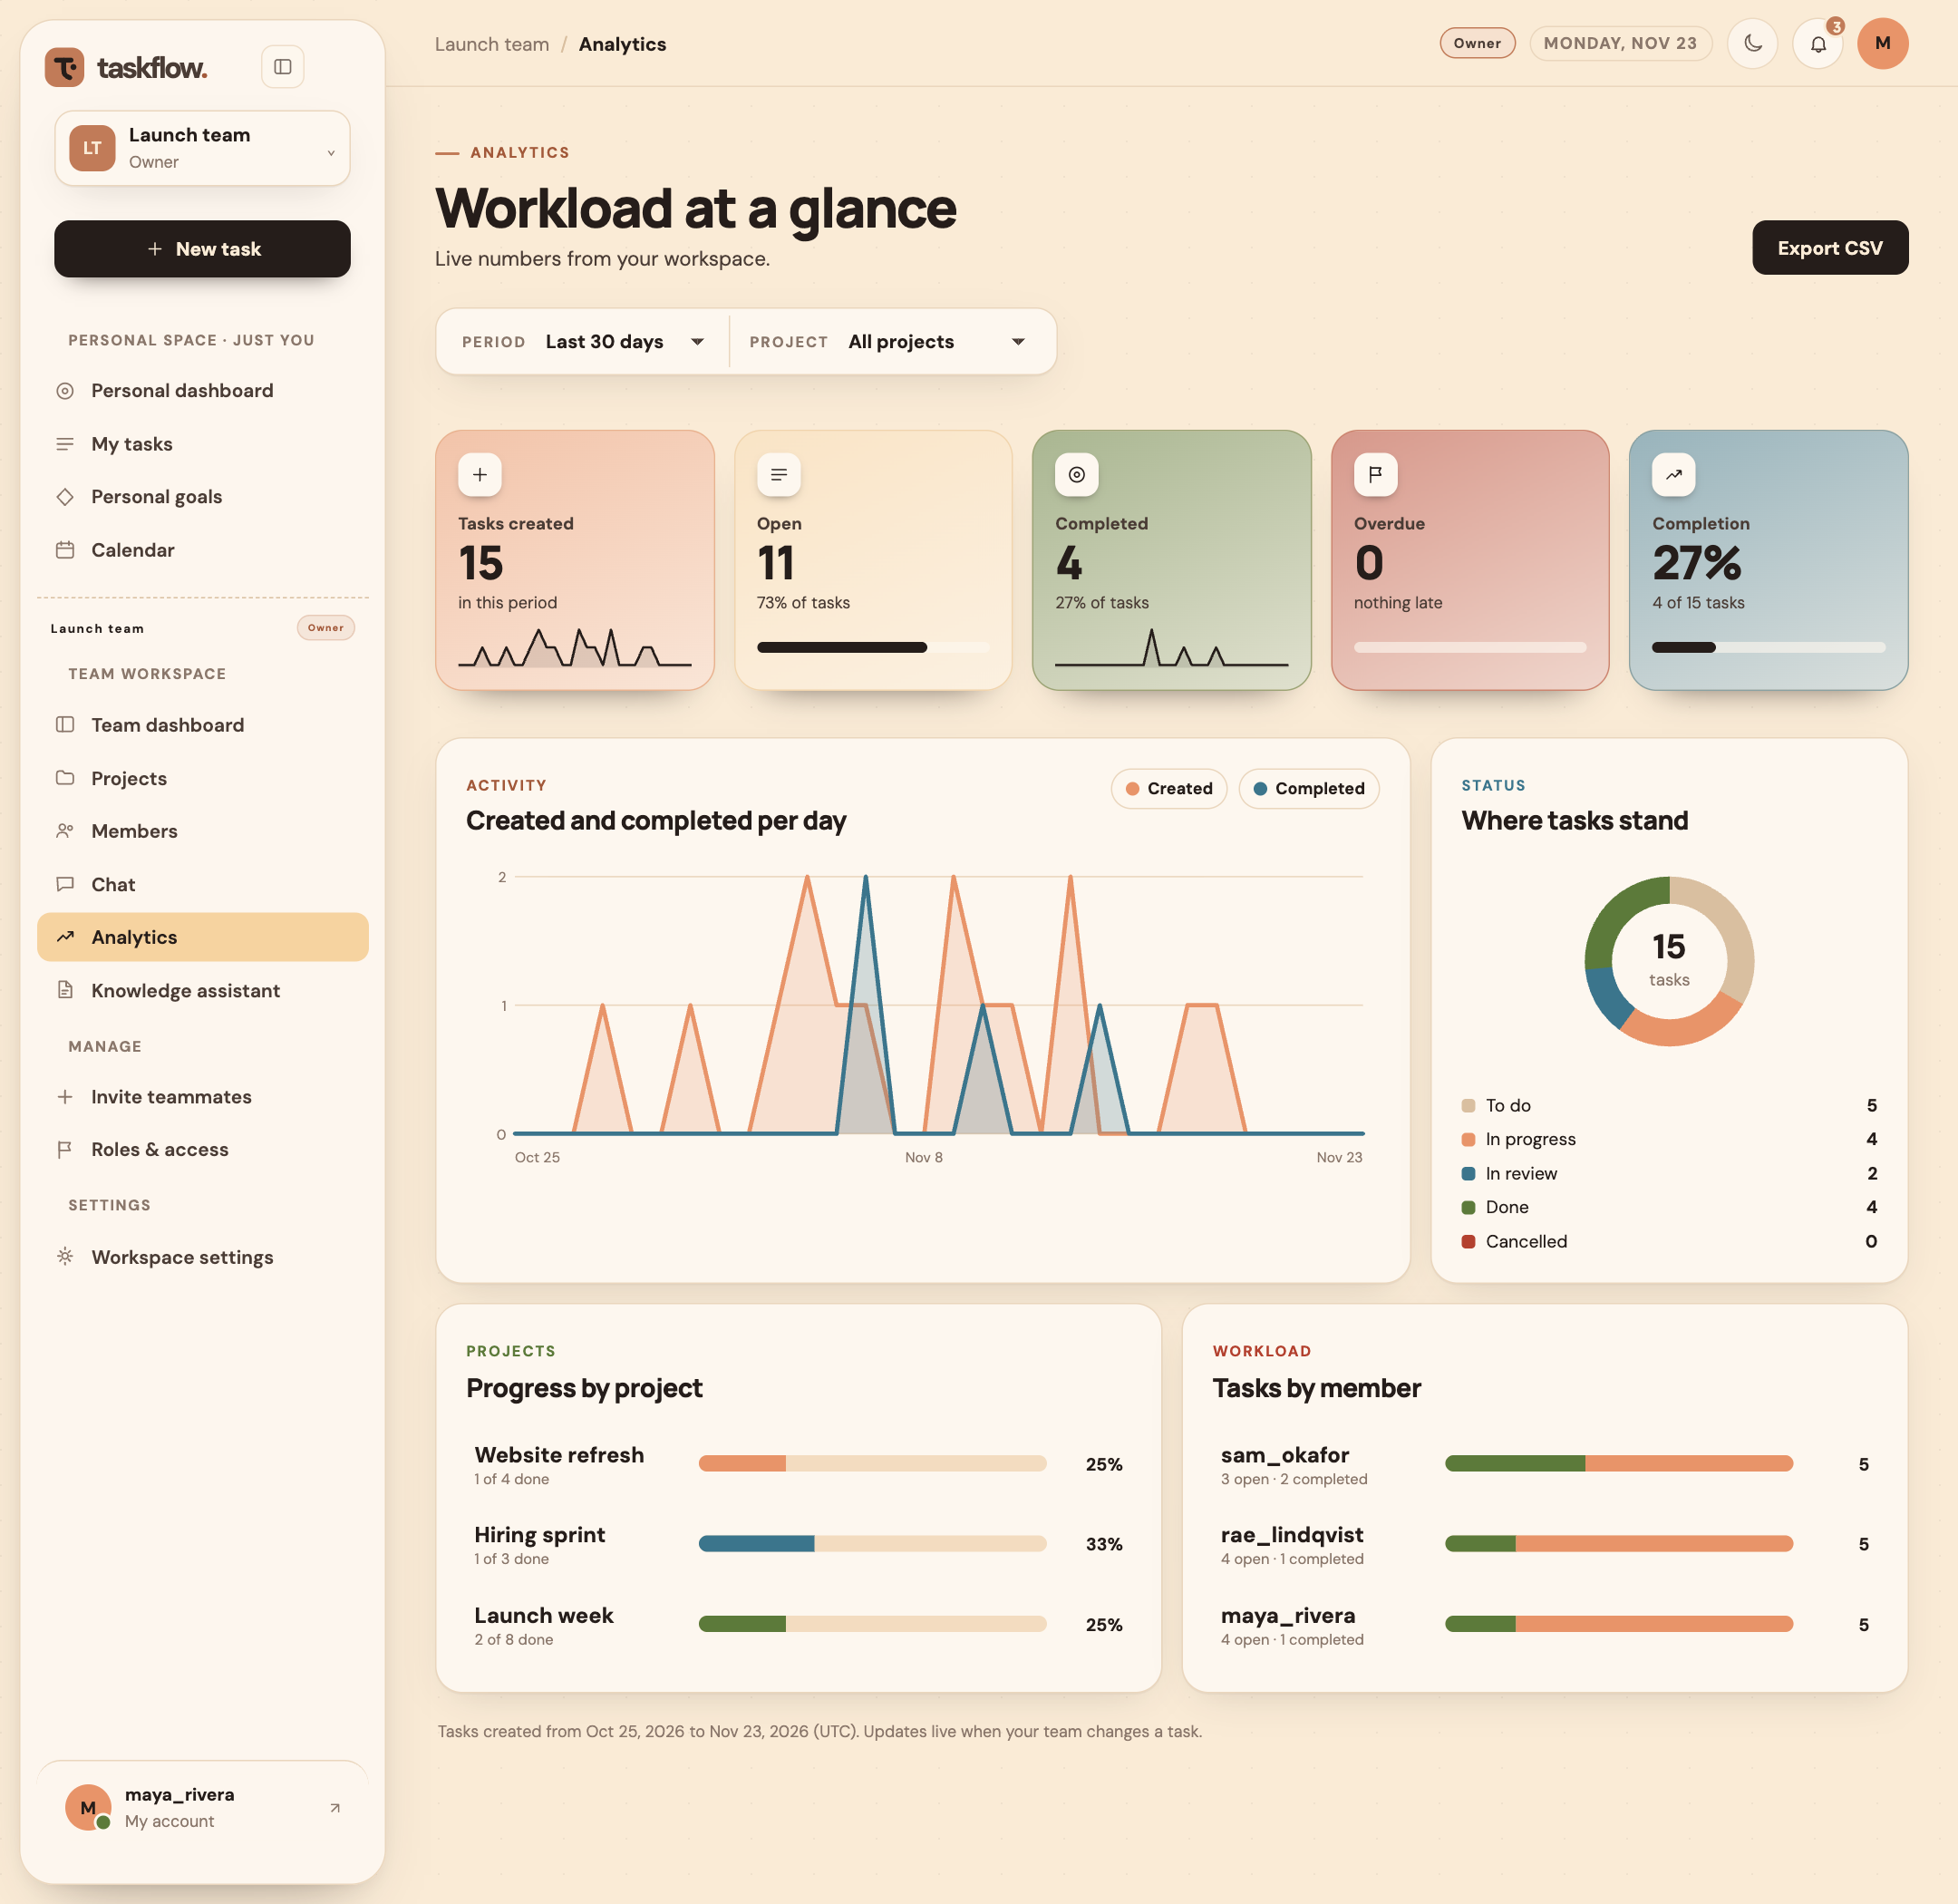 taskflow.
LT
Launch team
Owner
+ New task
PERSONAL SPACE · JUST YOU
Personal dashboard
My tasks
Personal goals
Calendar
Launch team
Owner
TEAM WORKSPACE
Team dashboard
Projects
Members
Chat
Analytics
Knowledge assistant
MANAGE
Invite teammates
Roles & access
SETTINGS
Workspace settings
M
maya_rivera
My account
Launch team / Analytics
Owner
MONDAY, NOV 23
3
M
ANALYTICS
Workload at a glance
Live numbers from your workspace.
Export CSV
PERIOD Last 30 days
PROJECT All projects
Tasks created
15
in this period
Open
11
73% of tasks
Completed
4
27% of tasks
Overdue
0
nothing late
Completion
27%
4 of 15 tasks
ACTIVITY
Created and completed per day
Created
Completed
2
1
0
Oct 25
Nov 8
Nov 23
STATUS
Where tasks stand
15
tasks
To do 5
In progress 4
In review 2
Done 4
Cancelled 0
PROJECTS
Progress by project
Website refresh
1 of 4 done
25%
Hiring sprint
1 of 3 done
33%
Launch week
2 of 8 done
25%
WORKLOAD
Tasks by member
sam_okafor
3 open · 2 completed
5
rae_lindqvist
4 open · 1 completed
5
maya_rivera
4 open · 1 completed
5
Tasks created from Oct 25, 2026 to Nov 23, 2026 (UTC). Updates live when your team changes a task.